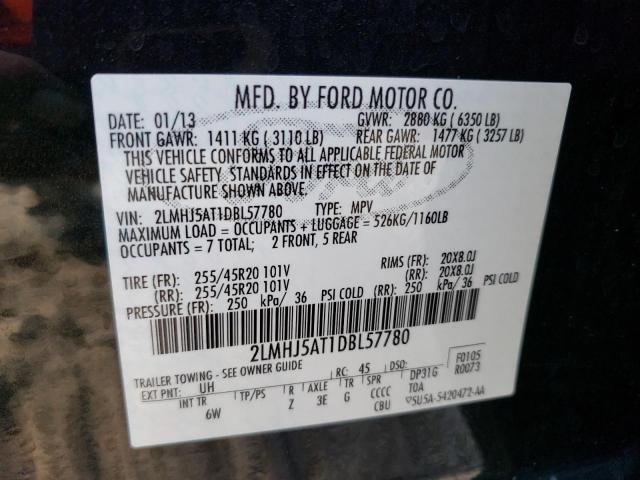 MFD. BY FORD MOTOR CO.
DATE: 01/13 GVWR: 2880 KG ( 6350 LB)
FRONT GAWR: 1411 KG ( 3110 LB) REAR GAWR: 1477 KG ( 3257 LB)
THIS VEHICLE CONFORMS TO ALL APPLICABLE FEDERAL MOTOR
VEHICLE SAFETY STANDARDS IN EFFECT ON THE DATE OF
MANUFACTURE SHOWN ABOVE.
VIN: 2LMHJ5AT1DBL57780 TYPE: MPV
MAXIMUM LOAD = OCCUPANTS + LUGGAGE = 526KG/1160LB
OCCUPANTS = 7 TOTAL; 2 FRONT, 5 REAR
TIRE (FR): 255/45R20 101V RIMS (FR): 20X8.0J
(RR): 255/45R20 101V (RR): 20X8.0J
PRESSURE (FR): 250 kPa/ 36 PSI COLD (RR): 250 kPa/ 36 PSI COLD
2LMHJ5AT1DBL57780
TRAILER TOWING - SEE OWNER GUIDE RC: 45 DSO: F0105
EXT PNT: UH DP31G R0073
INT TR TP/PS R AXLE TR SPR TOA
6W Z 3E G CCCC
CBU 5U5A-5420472-AA